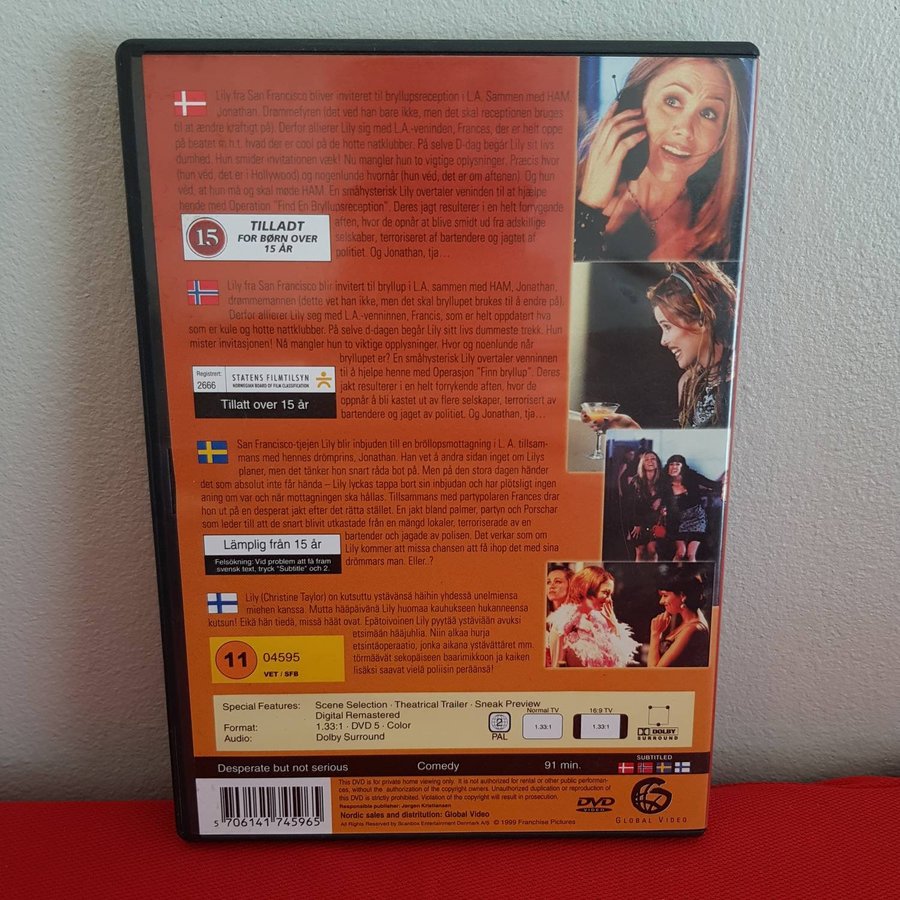 Lily fra San Francisco bliver inviteret til bryllupsreception i L.A. Sammen med HAM,
Jonathan. Drømmefyren (det ved han bare ikke, men det skal receptionen bruges
til at ændre kraftigt på). Derfor allierer Lily sig med L.A.-veninden, Frances, der er helt oppe
på beatet m.h.t. hvad der er cool på de hotte natklubber. På selve D-dag begår Lily sit livs
dumhed. Hun smider invitationen væk! Nu mangler hun to vigtige oplysninger. Præcis hvor
(hun véd, det er i Hollywood) og nogenlunde hvornår (hun véd, det er om aftenen). Og hun
véd, at hun må og skal møde HAM. En småhysterisk Lily overtaler veninden til at hjælpe
hende med Operation "Find En Bryllupsreception". Deres jagt resulterer i en helt forrygende
aften, hvor de opnår at blive smidt ud fra adskillige
selskaber, terroriseret af bartendere og jagtet af
politiet. Og Jonathan, tja...
15
TILLADT
FOR BØRN OVER
15 ÅR
Lily fra San Francisco blir invitert til bryllup i L.A. sammen med HAM, Jonathan,
drømmemannen (dette vet han ikke, men det skal bryllupet brukes til å endre på).
Derfor allierer Lily seg med L.A.-venninnen, Francis, som er helt oppdatert hva
som er kule og hotte nattklubber. På selve d-dagen begår Lily sitt livs dummeste trekk. Hun
mister invitasjonen! Nå mangler hun to viktige opplysninger. Hvor og noenlunde når
bryllupet er? En småhysterisk Lily overtaler venninnen
til å hjelpe henne med Operasjon "Finn bryllup". Deres
jakt resulterer i en helt forrykende aften, hvor de
oppnår å bli kastet ut av flere selskaper, terrorisert av
bartendere og jaget av politiet. Og Jonathan, tja...
Registrert:
2666
STATENS FILMTILSYN
NORWEGIAN BOARD OF FILM CLASSIFICATION
Tillatt over 15 år
San Francisco-tjejen Lily blir inbjuden till en bröllopsmottagning i L. A. tillsam-
mans med hennes drömprins, Jonathan. Han vet å andra sidan inget om Lilys
planer, men det tänker hon snart råda bot på. Men på den stora dagen händer
det som absolut inte får hända – Lily lyckas tappa bort sin inbjudan och har plötsligt ingen
aning om var och när mottagningen ska hållas. Tillsammans med partypolaren Frances drar
hon ut på en desperat jakt efter det rätta stället. En jakt bland palmer, partyn och Porschar
som leder till att de snart blivit utkastade från en mängd lokaler, terroriserade av en
bartender och jagade av polisen. Det verkar som om
Lily kommer att missa chansen att få ihop det med sina
drömmars man. Eller..?
Lämplig från 15 år
Felsökning: Vid problem att få fram
svensk text, tryck "Subtitle" och 2.
Lily (Christine Taylor) on kutsuttu ystävänsä häihin yhdessä unelmiensa
miehen kanssa. Mutta hääpäivänä Lily huomaa kauhukseen hukanneensa
kutsun! Eikä hän tiedä, missä häät ovat. Epätoivoinen Lily pyytää ystäviään avuksi
etsimään hääjuhlia. Niin alkaa hurja
etsintäoperaatio, jonka aikana ystävättäret mm.
törmäävät sekopäiseen baarimikkoon ja kaiken
lisäksi saavat vielä poliisin peräänsä!
11
04595
VET / SFB
Special Features: Scene Selection · Theatrical Trailer · Sneak Preview
Digital Remastered
Format: 1.33:1 · DVD 5 · Color
Audio: Dolby Surround
2
PAL
Normal TV
1.33:1
16:9 TV
1.33:1
DOLBY
SURROUND
Desperate but not serious Comedy 91 min.
SUBTITLED
5 706141 745965
This DVD is for private home viewing only. It is not authorized for rental or other public performan-
ces, without the authorization of the copyright owners. Unauthorized duplication or reproduction of
this DVD is strictly prohibited. Violation of the copyright will result in prosecution.
Responsible publisher: Jørgen Kristiansen
Nordic sales and distribution: Global Video
All Rights Reserved by Scanbox Entertainment Danmark A/S © 1999 Franchise Pictures
DVD
VIDEO
GLOBAL VIDEO